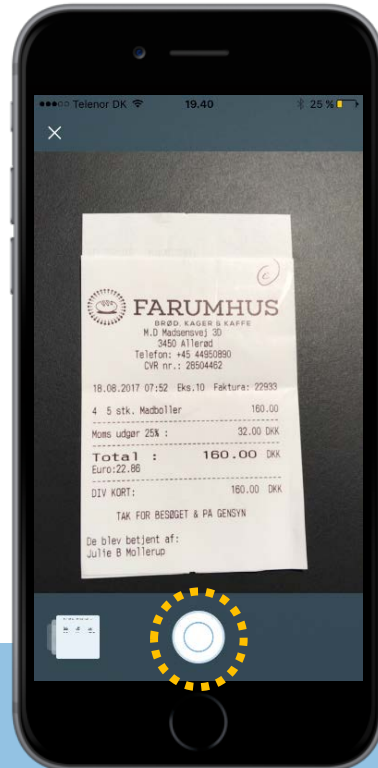 Telenor DK 19.40 25 %
FARUMHUS
BRØD, KAGER & KAFFE
M.D Madsensvej 3D
3450 Allerød
Telefon: +45 44950890
CVR nr.: 28504462
18.08.2017 07:52 Eks.10 Faktura: 22933
4 5 stk. Madboller 160.00
Moms udgør 25% : 32.00 DKK
Total : 160.00 DKK
Euro:22.86
DIV KORT: 160.00 DKK
TAK FOR BESØGET & PÅ GENSYN
De blev betjent af:
Julie B Mollerup